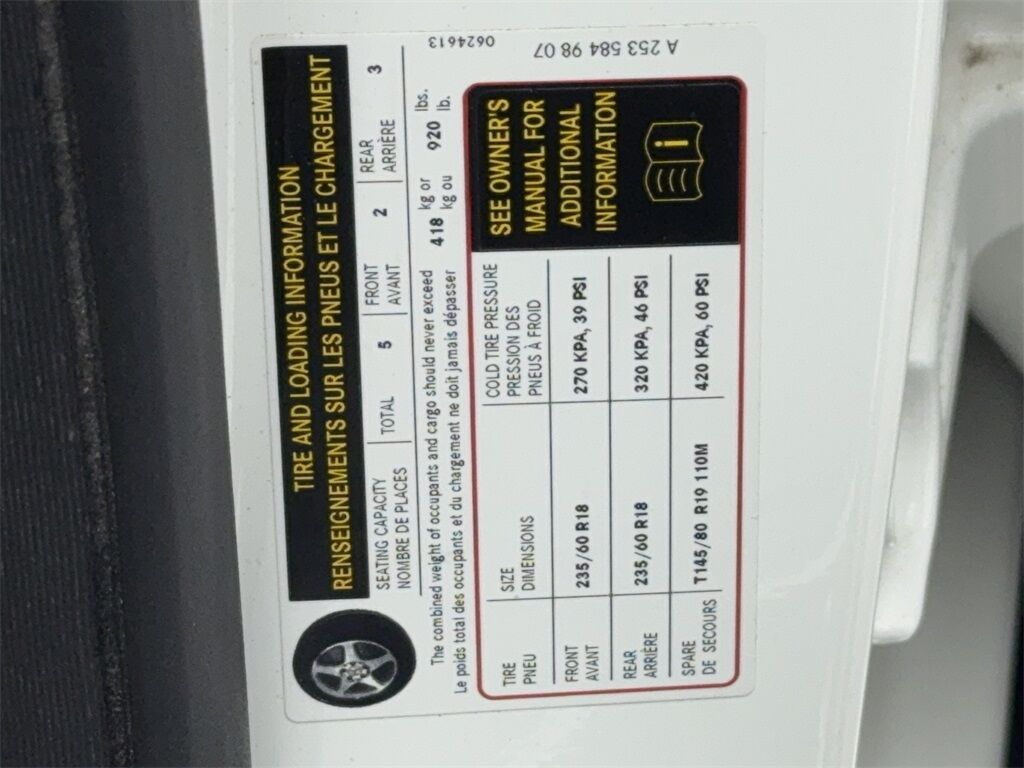 TIRE AND LOADING INFORMATION
RENSEIGNEMENTS SUR LES PNEUS ET LE CHARGEMENT
SEATING CAPACITY TOTAL 5 FRONT 2 REAR 3
NOMBRE DE PLACES AVANT ARRIÈRE
The combined weight of occupants and cargo should never exceed 418 kg or 920 lbs.
Le poids total des occupants et du chargement ne doit jamais dépasser kg ou lb.
TIRE SIZE COLD TIRE PRESSURE
PNEU DIMENSIONS PRESSION DES
PNEUS À FROID
FRONT 235/60 R18 270 KPA, 39 PSI
AVANT
REAR 235/60 R18 320 KPA, 46 PSI
ARRIÈRE
SPARE T145/80 R19 110M 420 KPA, 60 PSI
DE SECOURS
SEE OWNER'S
MANUAL FOR
ADDITIONAL
INFORMATION
i
0624613
A 253 584 98 07